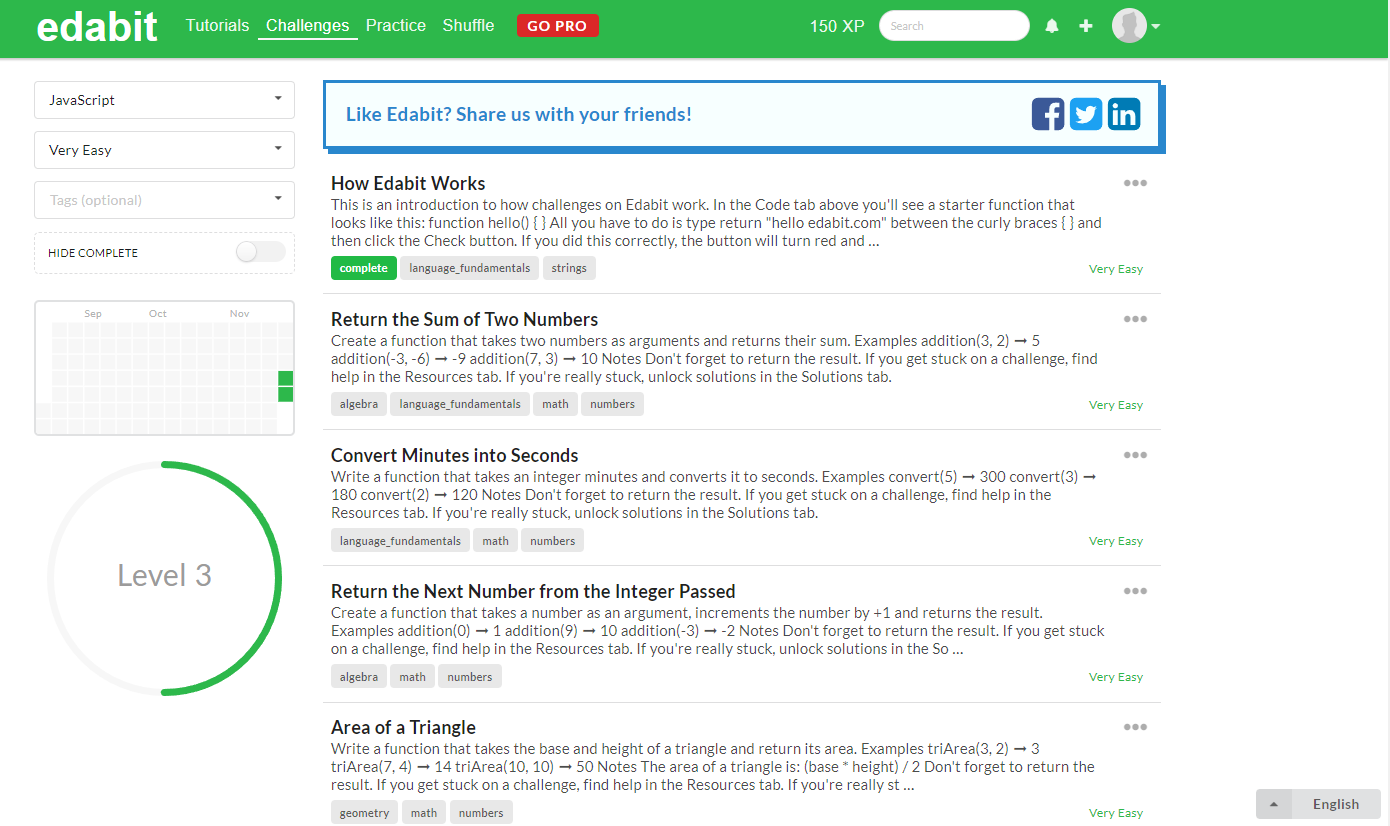 edabit
Tutorials Challenges Practice Shuffle GO PRO 150 XP Search
JavaScript
Very Easy
Tags (optional)
HIDE COMPLETE
Sep Oct Nov
Level 3
Like Edabit? Share us with your friends!
How Edabit Works
This is an introduction to how challenges on Edabit work. In the Code tab above you'll see a starter function that
looks like this: function hello() { } All you have to do is type return "hello edabit.com" between the curly braces { } and
then click the Check button. If you did this correctly, the button will turn red and ...
complete language_fundamentals strings Very Easy
Return the Sum of Two Numbers
Create a function that takes two numbers as arguments and returns their sum. Examples addition(3, 2) ➞ 5
addition(-3, -6) ➞ -9 addition(7, 3) ➞ 10 Notes Don't forget to return the result. If you get stuck on a challenge, find
help in the Resources tab. If you're really stuck, unlock solutions in the Solutions tab.
algebra language_fundamentals math numbers Very Easy
Convert Minutes into Seconds
Write a function that takes an integer minutes and converts it to seconds. Examples convert(5) ➞ 300 convert(3) ➞
180 convert(2) ➞ 120 Notes Don't forget to return the result. If you get stuck on a challenge, find help in the
Resources tab. If you're really stuck, unlock solutions in the Solutions tab.
language_fundamentals math numbers Very Easy
Return the Next Number from the Integer Passed
Create a function that takes a number as an argument, increments the number by +1 and returns the result.
Examples addition(0) ➞ 1 addition(9) ➞ 10 addition(-3) ➞ -2 Notes Don't forget to return the result. If you get stuck
on a challenge, find help in the Resources tab. If you're really stuck, unlock solutions in the So ...
algebra math numbers Very Easy
Area of a Triangle
Write a function that takes the base and height of a triangle and return its area. Examples triArea(3, 2) ➞ 3
triArea(7, 4) ➞ 14 triArea(10, 10) ➞ 50 Notes The area of a triangle is: (base * height) / 2 Don't forget to return the
result. If you get stuck on a challenge, find help in the Resources tab. If you're really st ...
geometry math numbers Very Easy
English